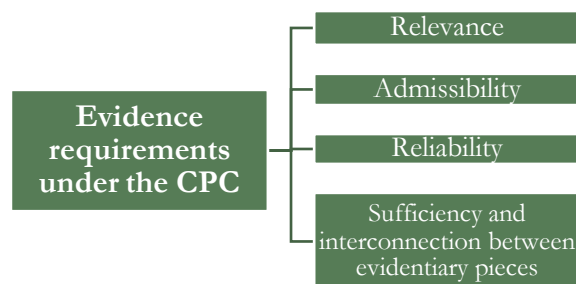 Evidence
requirements
under the CPC
Relevance
Admissibility
Reliability
Sufficiency and
interconnection between
evidentiary pieces